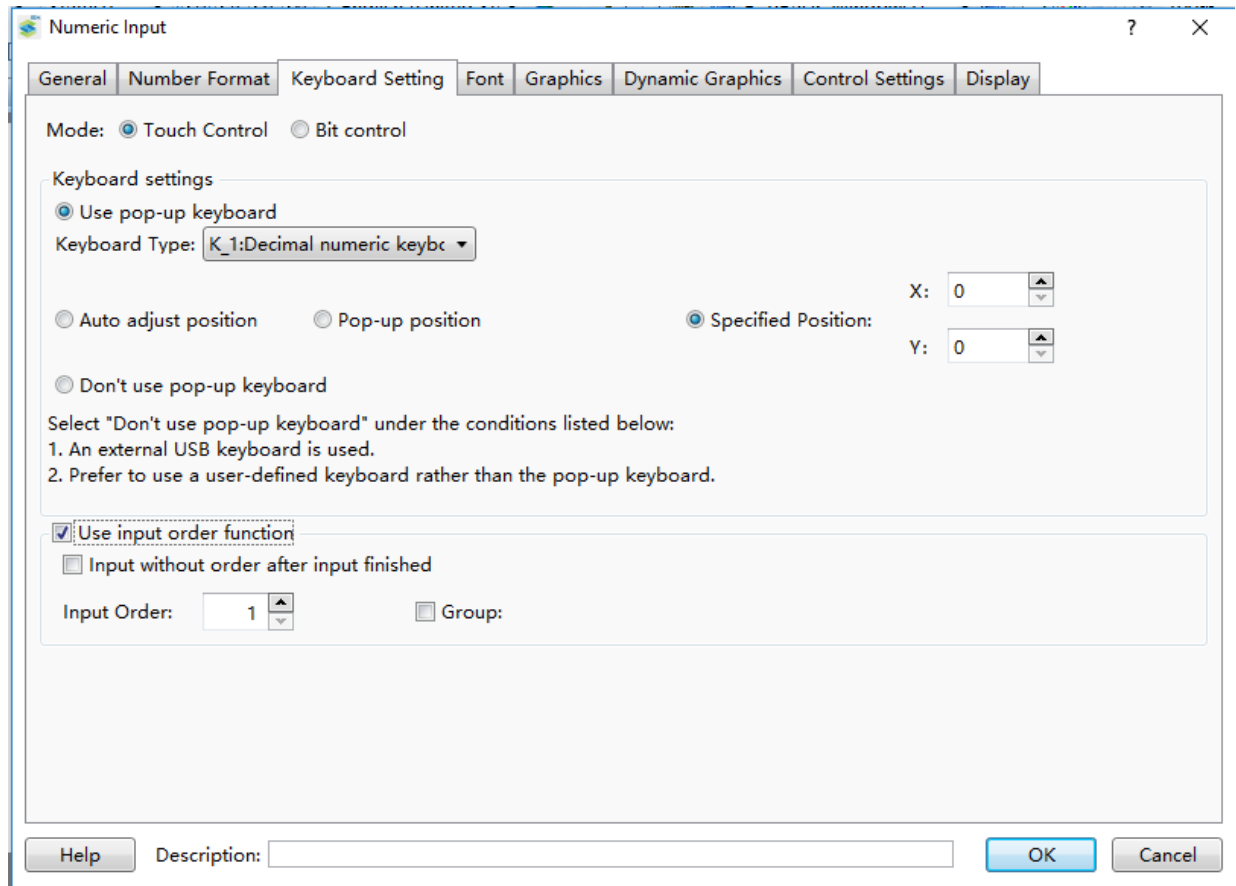 Numeric Input
?
General Number Format Keyboard Setting Font Graphics Dynamic Graphics Control Settings Display
Mode: Touch Control Bit control
Keyboard settings
Use pop-up keyboard
Keyboard Type: K_1:Decimal numeric keybc
X: 0
Auto adjust position Pop-up position Specified Position:
Y: 0
Don't use pop-up keyboard
Select "Don't use pop-up keyboard" under the conditions listed below:
1. An external USB keyboard is used.
2. Prefer to use a user-defined keyboard rather than the pop-up keyboard.
Use input order function
Input without order after input finished
Input Order: 1 Group:
Help Description: OK Cancel